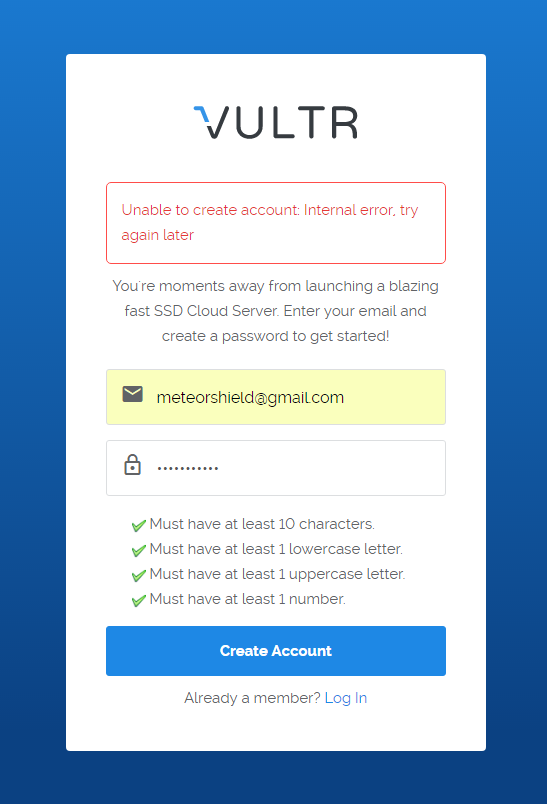 VULTR
Unable to create account: Internal error, try
again later
You're moments away from launching a blazing
fast SSD Cloud Server. Enter your email and
create a password to get started!
meteorshield@gmail.com
•••••••••••
Must have at least 10 characters.
Must have at least 1 lowercase letter.
Must have at least 1 uppercase letter.
Must have at least 1 number.
Create Account
Already a member? Log In